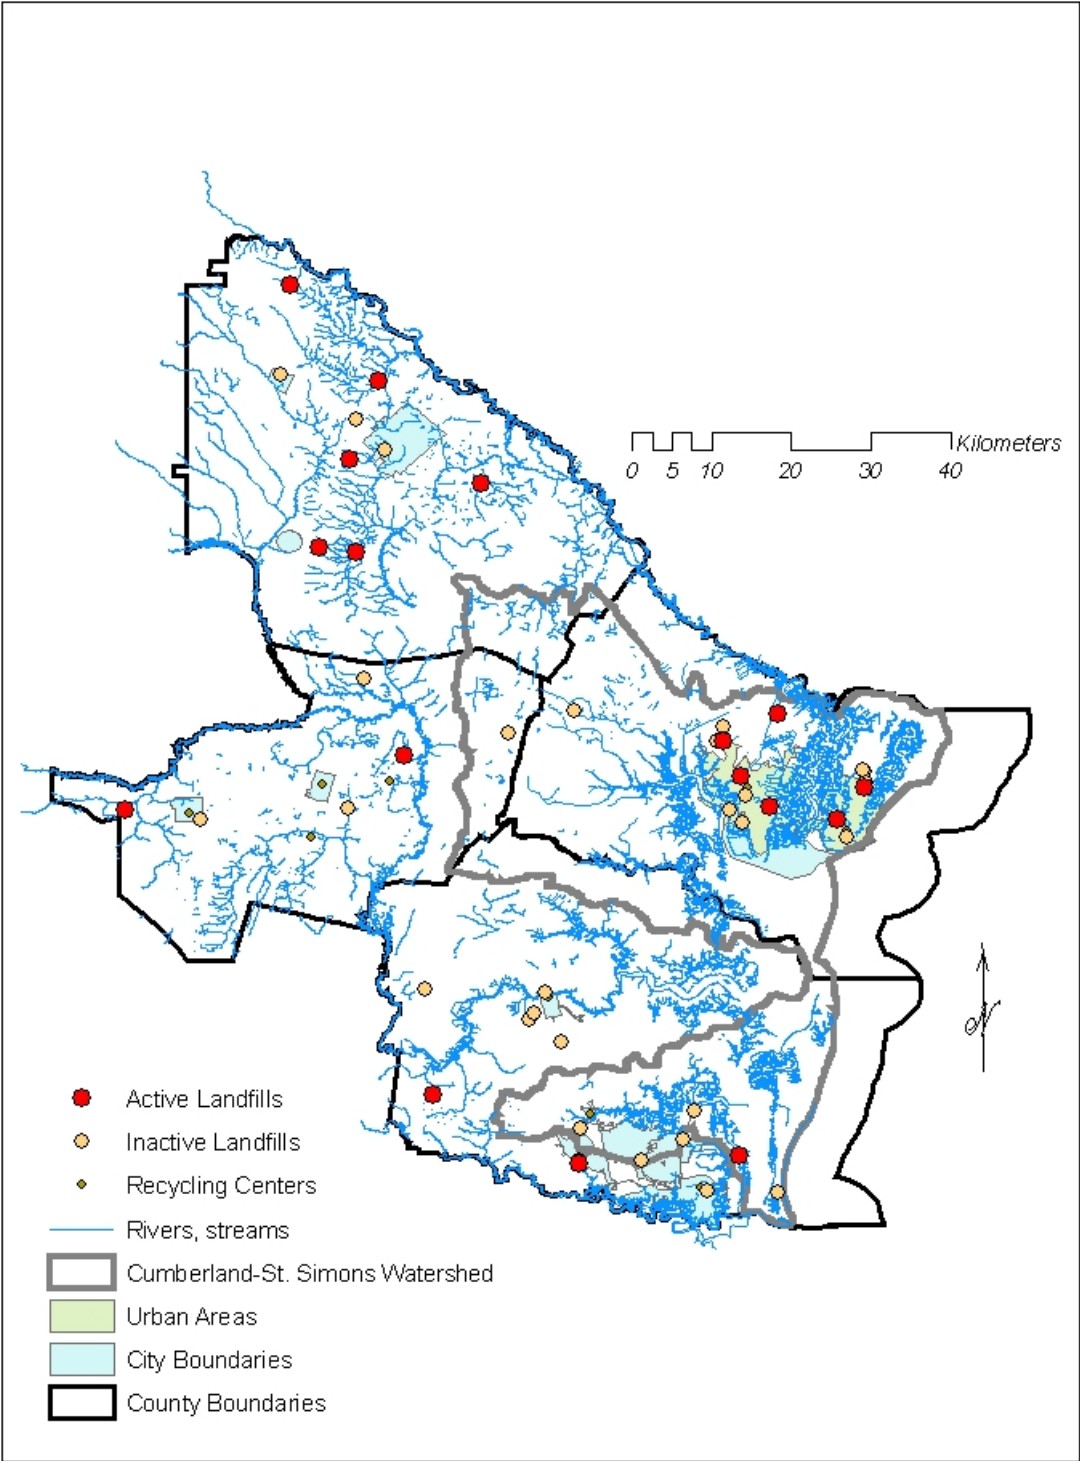 Kilometers
0 5 10 20 30 40
N
Active Landfills
Inactive Landfills
Recycling Centers
Rivers, streams
Cumberland-St. Simons Watershed
Urban Areas
City Boundaries
County Boundaries